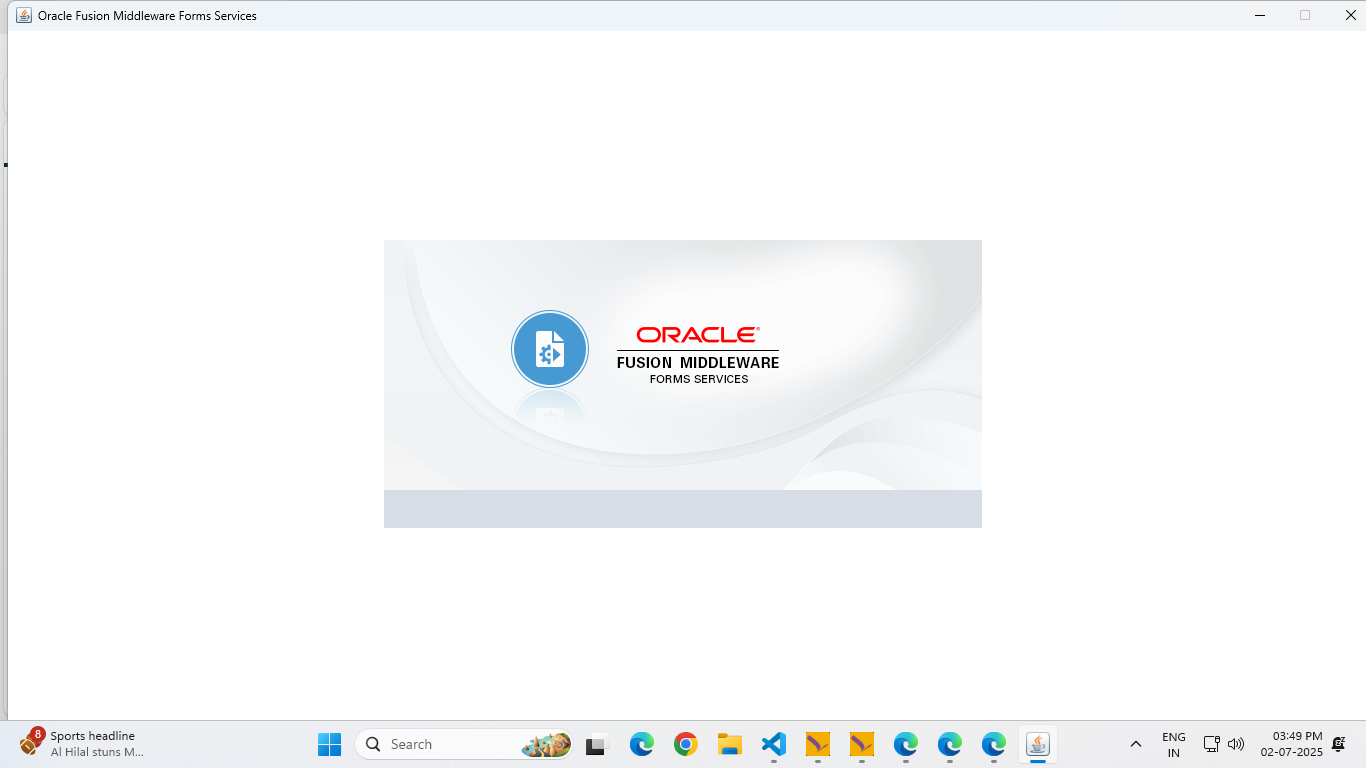 Oracle Fusion Middleware Forms Services
ORACLE®
FUSION MIDDLEWARE
FORMS SERVICES
8
Sports headline
Al Hilal stuns M...
Search
ENG
IN
03:49 PM
02-07-2025